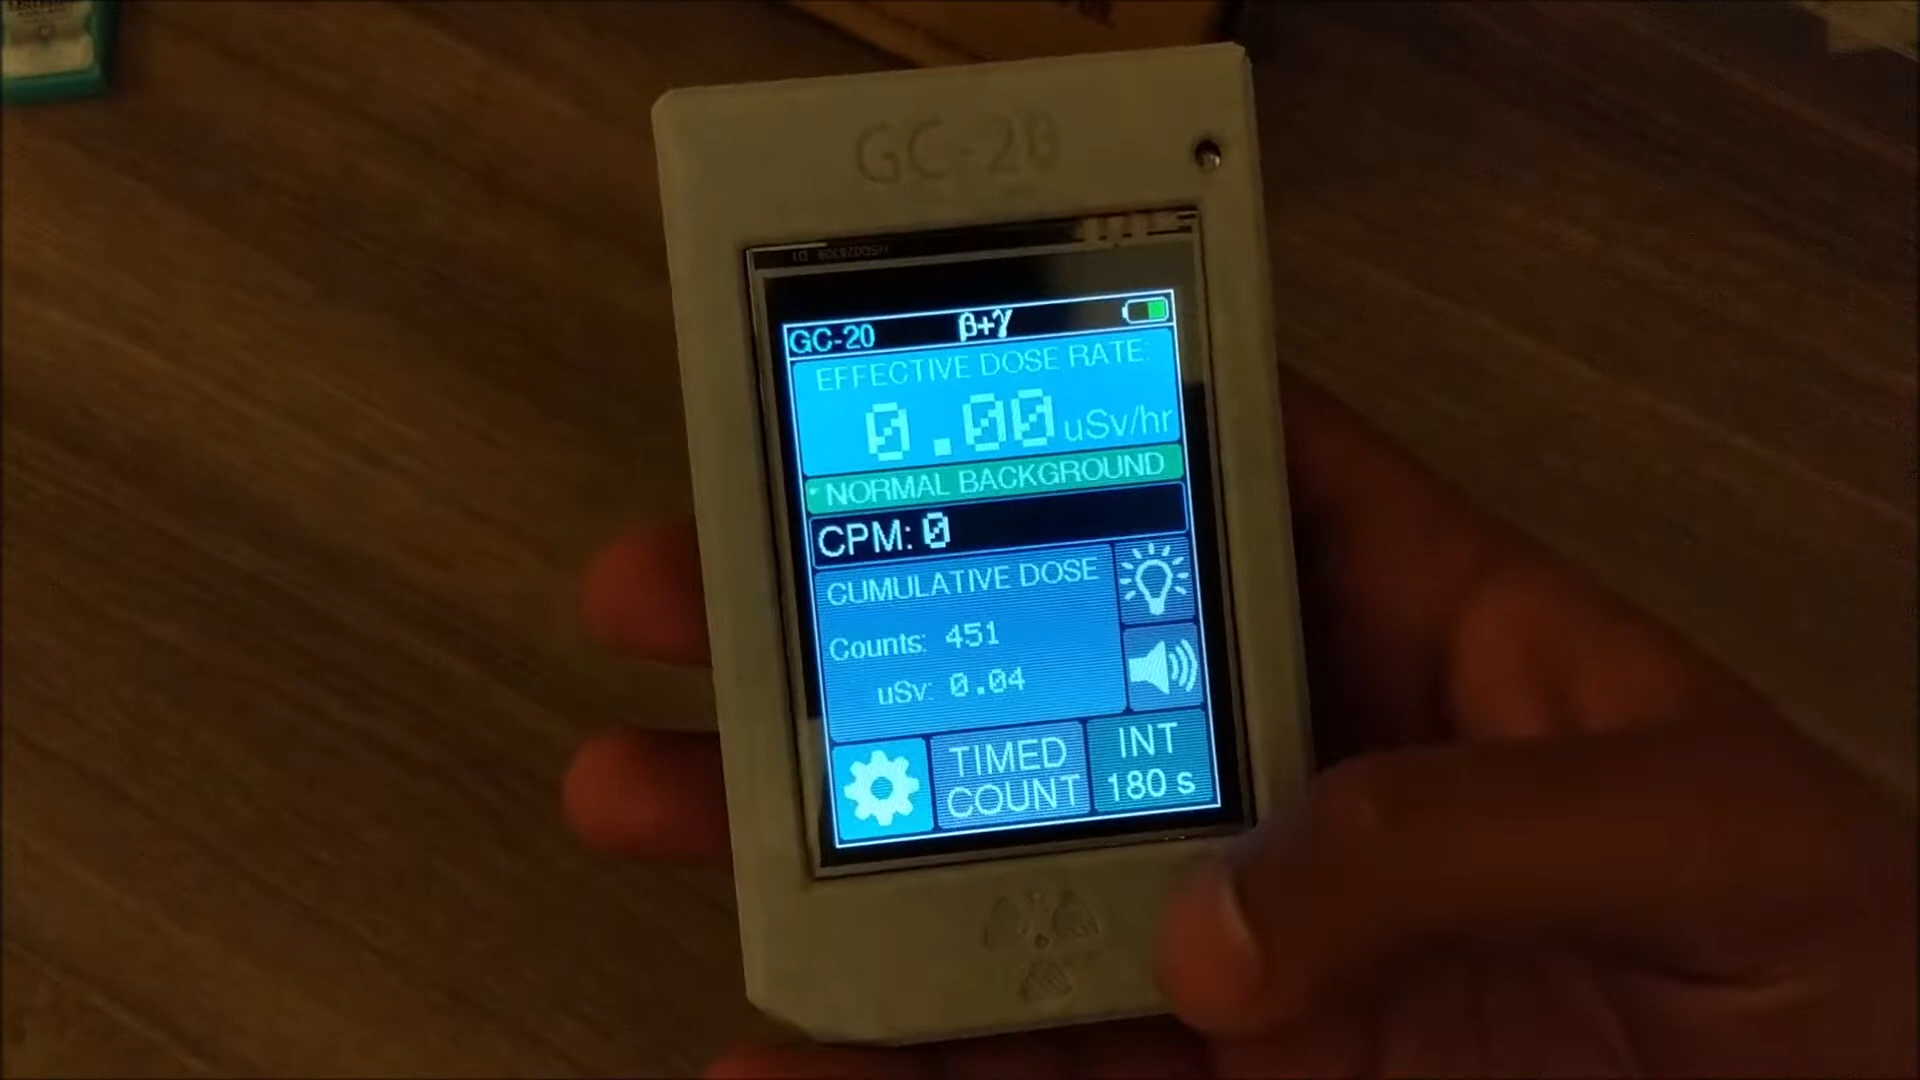 GC-20
GC-20 β+γ
EFFECTIVE DOSE RATE:
0.00 uSv/hr
NORMAL BACKGROUND
CPM: 0
CUMULATIVE DOSE
Counts: 451
uSv: 0.04
TIMED
COUNT
INT
180 s